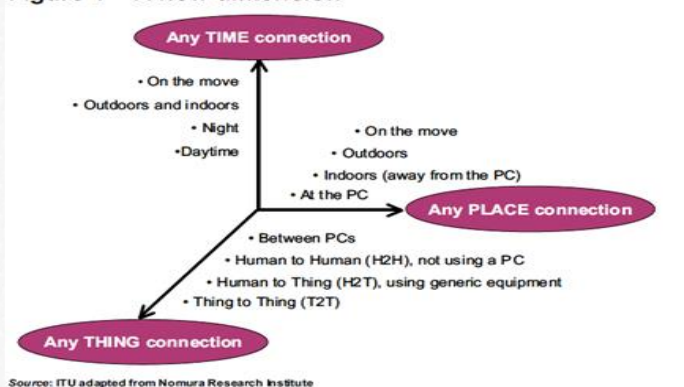 Any TIME connection
• On the move
• Outdoors and indoors
• Night
•Daytime
• On the move
• Outdoors
• Indoors (away from the PC)
• At the PC
Any PLACE connection
• Between PCs
• Human to Human (H2H), not using a PC
• Human to Thing (H2T), using generic equipment
• Thing to Thing (T2T)
Any THING connection
Source: ITU adapted from Nomura Research Institute